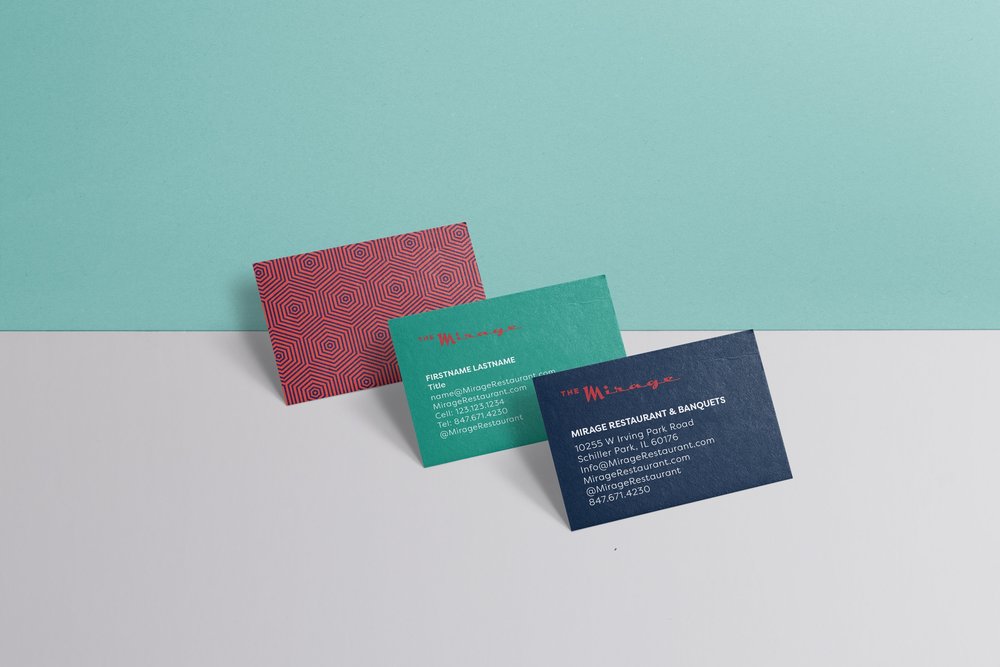 THE Mirage
FIRSTNAME LASTNAME
Title
name@MirageRestaurant.com
MirageRestaurant.com
Cell: 123.123.1234
Tel: 847.671.4230
@MirageRestaurant
THE Mirage
MIRAGE RESTAURANT & BANQUETS
10255 W Irving Park Road
Schiller Park, IL 60176
Info@MirageRestaurant.com
MirageRestaurant.com
@MirageRestaurant
847.671.4230